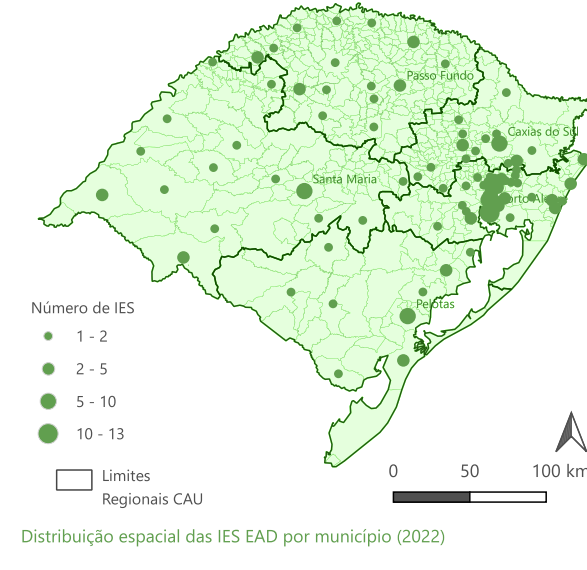 Passo Fundo
Caxias do Sul
Santa Maria
Porto Ale
Pelotas
Número de IES
1 - 2
2 - 5
5 - 10
10 - 13
Limites
Regionais CAU
0 50 100 km
Distribuição espacial das IES EAD por município (2022)